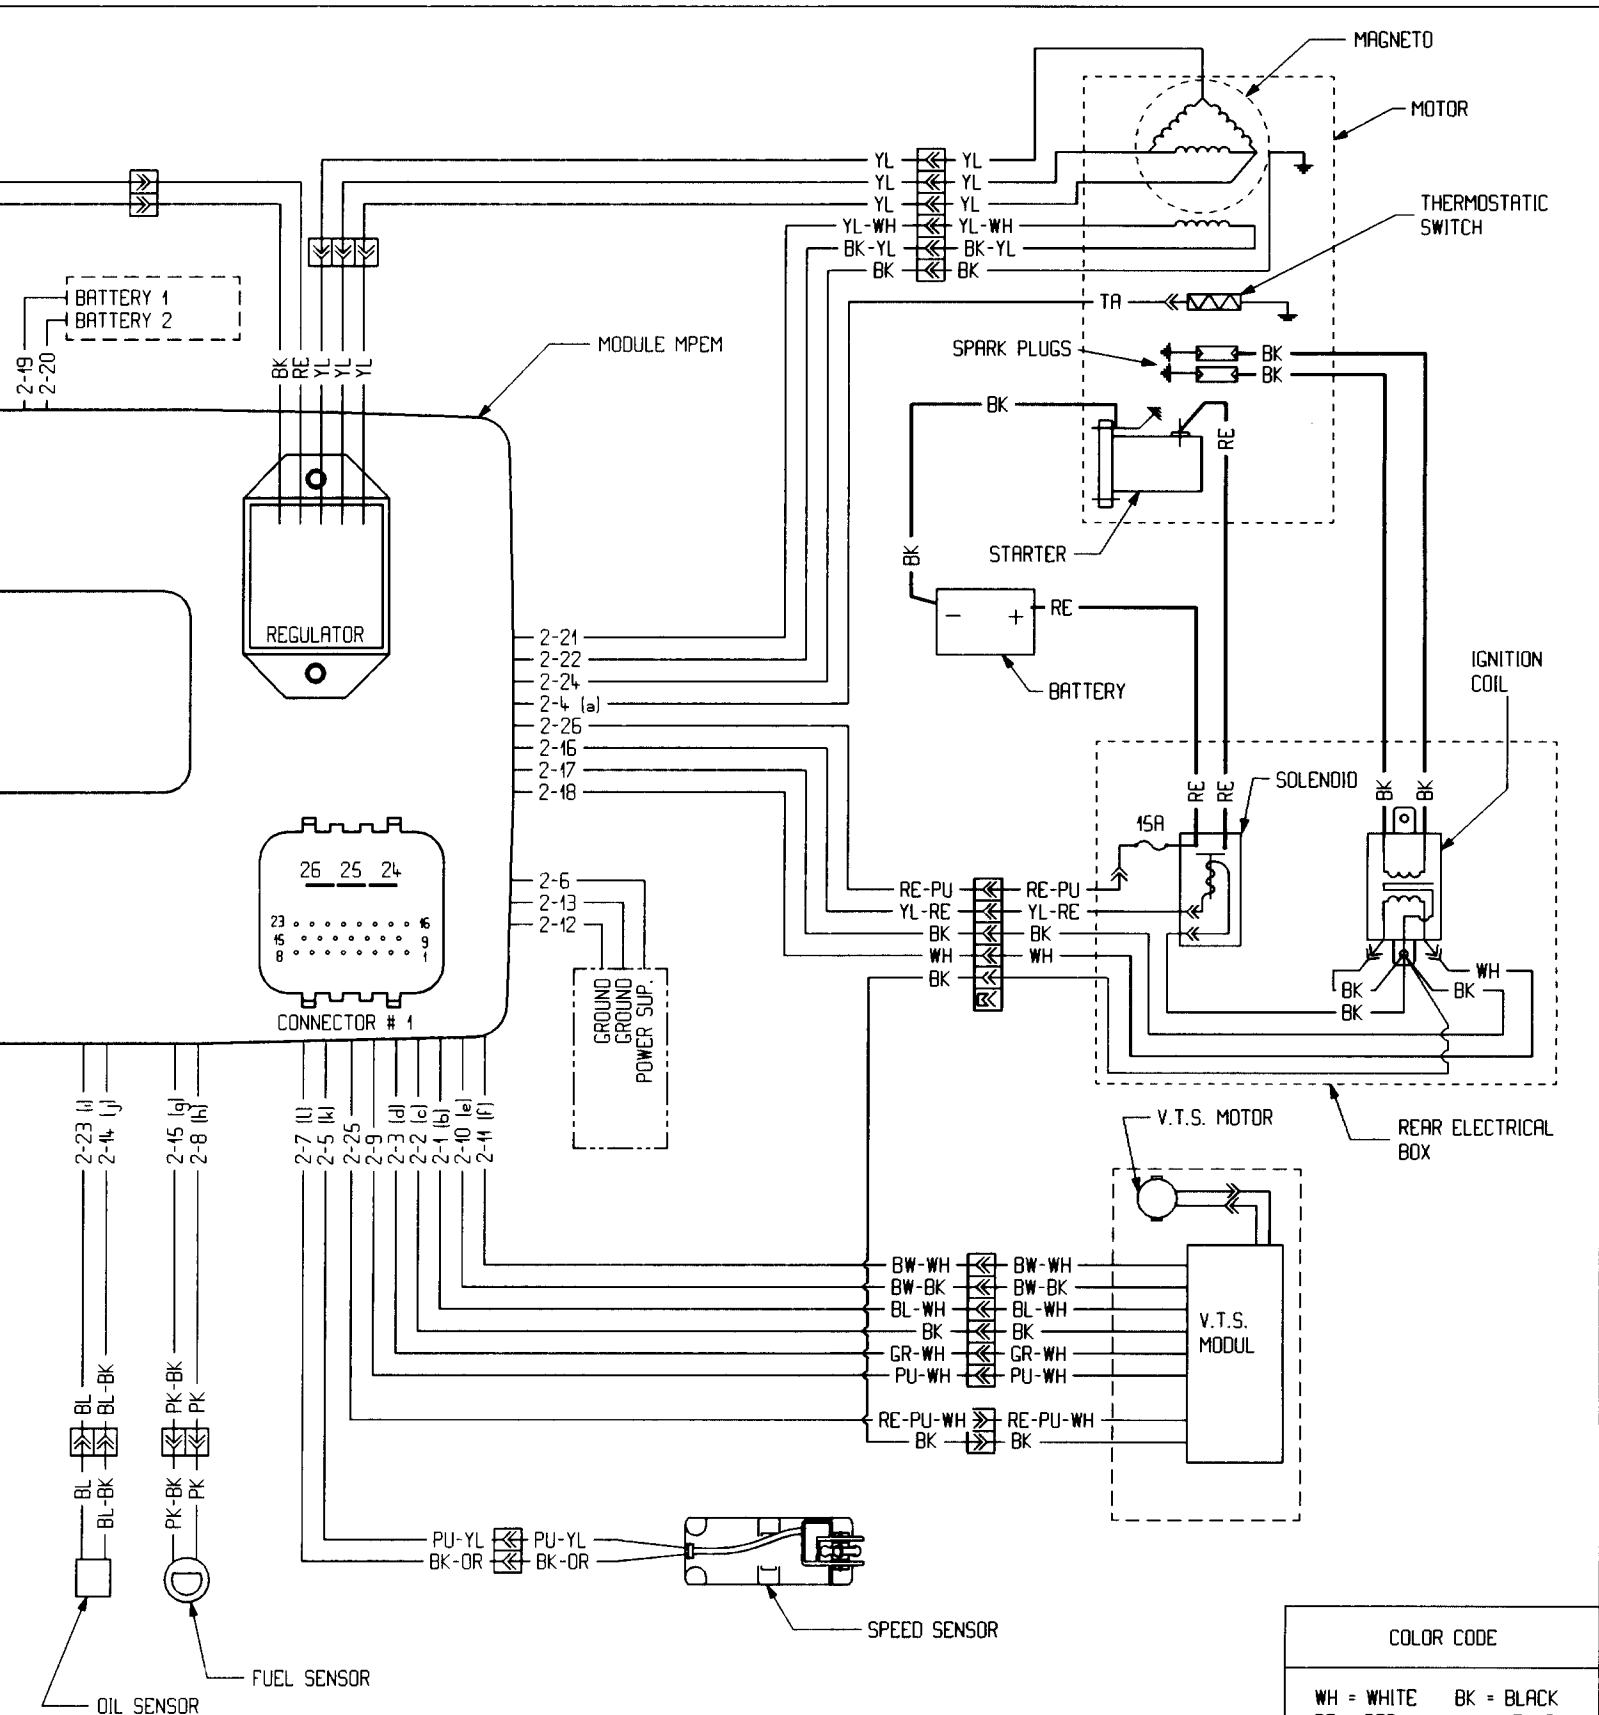 MAGNETO
MOTOR
YL YL
YL YL
YL YL
YL-WH YL-WH
BK-YL BK-YL
BK BK
THERMOSTATIC
SWITCH
TA
BATTERY 1
BATTERY 2
2-19
2-20
BK
RE
YL
YL
YL
MODULE MPEM
SPARK PLUGS
BK
BK
BK
RE
STARTER
BK
- + RE
BATTERY
REGULATOR
2-21
2-22
2-24
2-4 (a)
2-26
2-16
2-17
2-18
IGNITION
COIL
SOLENOID
RE
RE
BK
BK
15A
26 25 24
23 16
15 9
8 1
CONNECTOR # 1
2-6
2-13
2-12
GROUND
GROUND
POWER SUP.
RE-PU RE-PU
YL-RE YL-RE
BK BK
WH WH
BK
WH
BK BK
BK
REAR ELECTRICAL
BOX
V.T.S. MOTOR
2-23 (i)
2-14 (j)
2-15 (g)
2-8 (h)
2-7 (l)
2-5 (k)
2-25
2-9
2-3 (d)
2-2 (c)
2-1 (b)
2-10 (e)
2-11 (f)
BW-WH BW-WH
BW-BK BW-BK
BL-WH BL-WH
BK BK
GR-WH GR-WH
PU-WH PU-WH
RE-PU-WH RE-PU-WH
BK BK
V.T.S.
MODUL
BL
BL-BK
PK-BK
PK
BL
BL-BK
PK-BK
PK
PU-YL PU-YL
BK-OR BK-OR
SPEED SENSOR
FUEL SENSOR
OIL SENSOR
COLOR CODE
WH = WHITE BK = BLACK